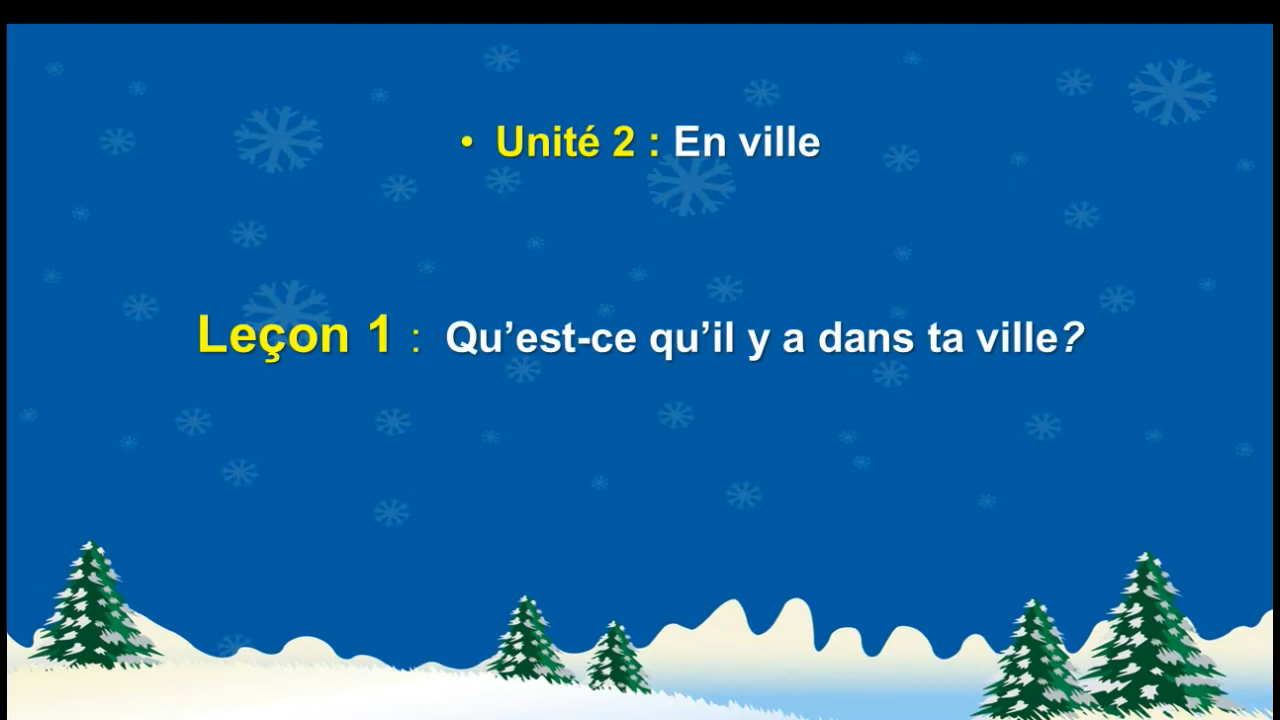 • Unité 2 : En ville
Leçon 1 : Qu’est-ce qu’il y a dans ta ville?